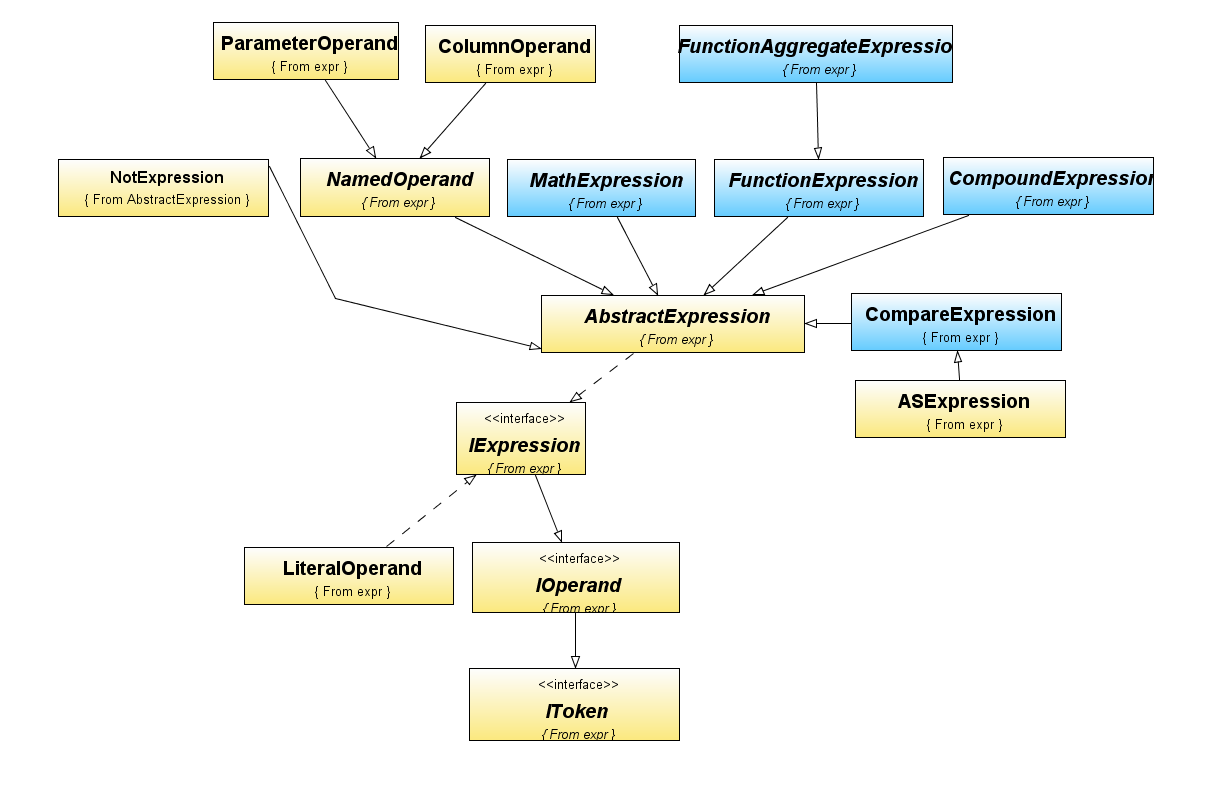 ParameterOperand
{ From expr }
ColumnOperand
{ From expr }
FunctionAggregateExpressio
{ From expr }
NotExpression
{ From AbstractExpression }
NamedOperand
{ From expr }
MathExpression
{ From expr }
FunctionExpression
{ From expr }
CompoundExpression
{ From expr }
AbstractExpression
{ From expr }
CompareExpression
{ From expr }
ASExpression
{ From expr }
<<interface>>
IExpression
{ From expr }
LiteralOperand
{ From expr }
<<interface>>
IOperand
{ From expr }
<<interface>>
IToken
{ From expr }